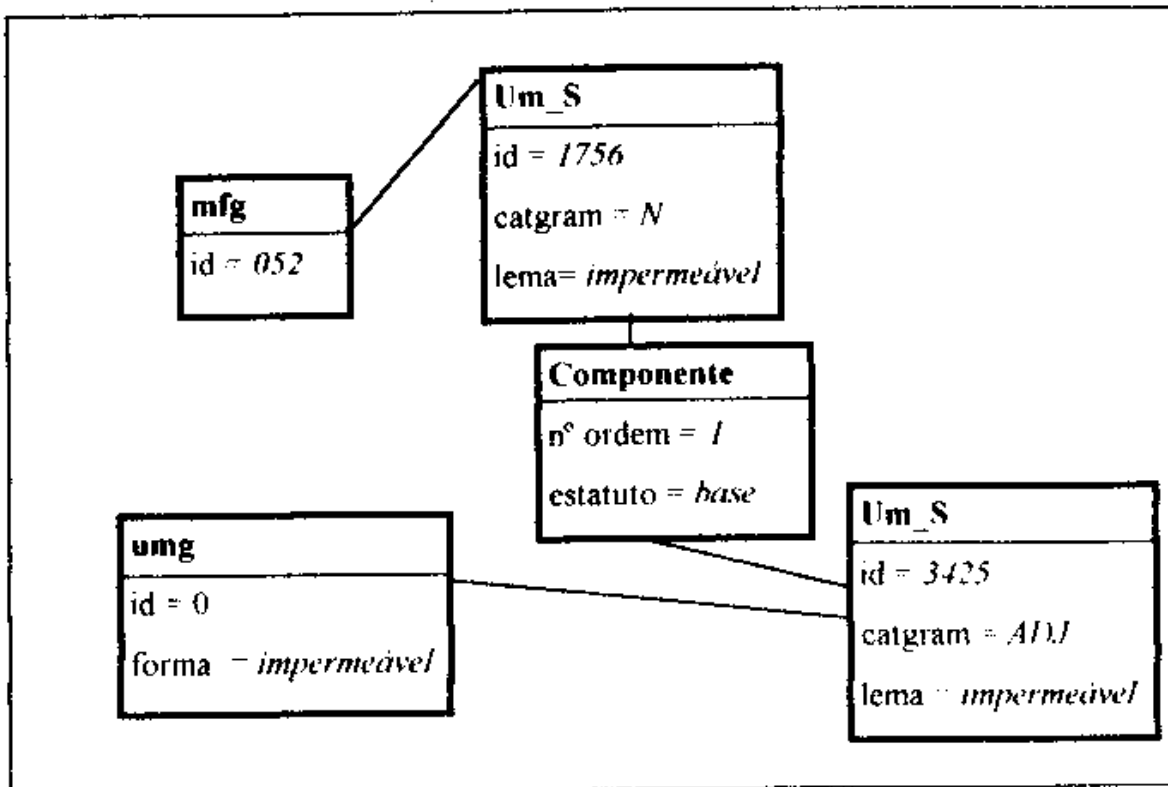 Um_S
id = 1756
catgram = N
lema= impermeável
mfg
id = 052
Componente
nº ordem = 1
estatuto = base
umg
id = 0
forma = impermeável
Um_S
id = 3425
catgram = ADJ
lema = impermeável